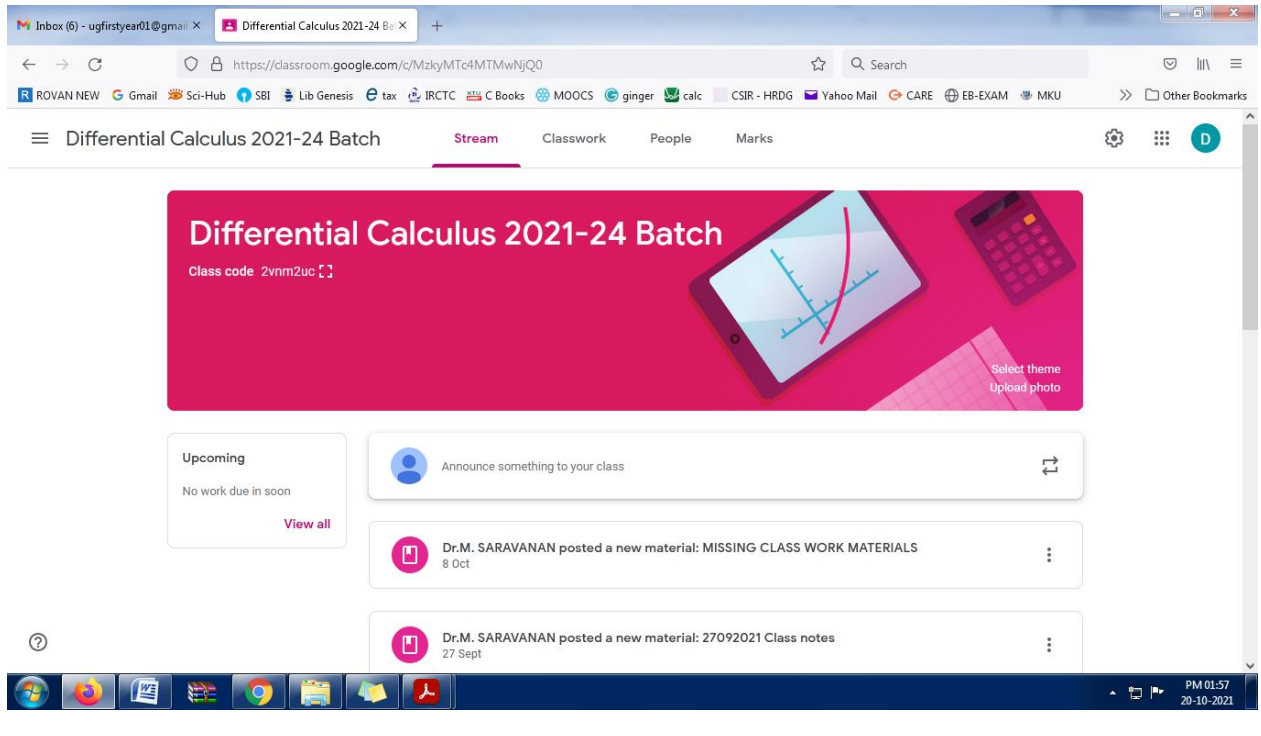 Inbox (6) - ugfirstyear01@gmail
Differential Calculus 2021-24 Ba
https://classroom.google.com/c/MzkyMTc4MTMwNjQ0
Search
ROVAN NEW Gmail Sci-Hub SBI Lib Genesis tax IRCTC C Books MOOCS ginger calc CSIR - HRDG Yahoo Mail CARE EB-EXAM MKU Other Bookmarks
Differential Calculus 2021-24 Batch Stream Classwork People Marks D
Differential Calculus 2021-24 Batch
Class code 2vnm2uc
Select theme
Upload photo
Upcoming
No work due in soon
View all
Announce something to your class
Dr.M. SARAVANAN posted a new material: MISSING CLASS WORK MATERIALS
8 Oct
Dr.M. SARAVANAN posted a new material: 27092021 Class notes
27 Sept
PM 01:57
20-10-2021